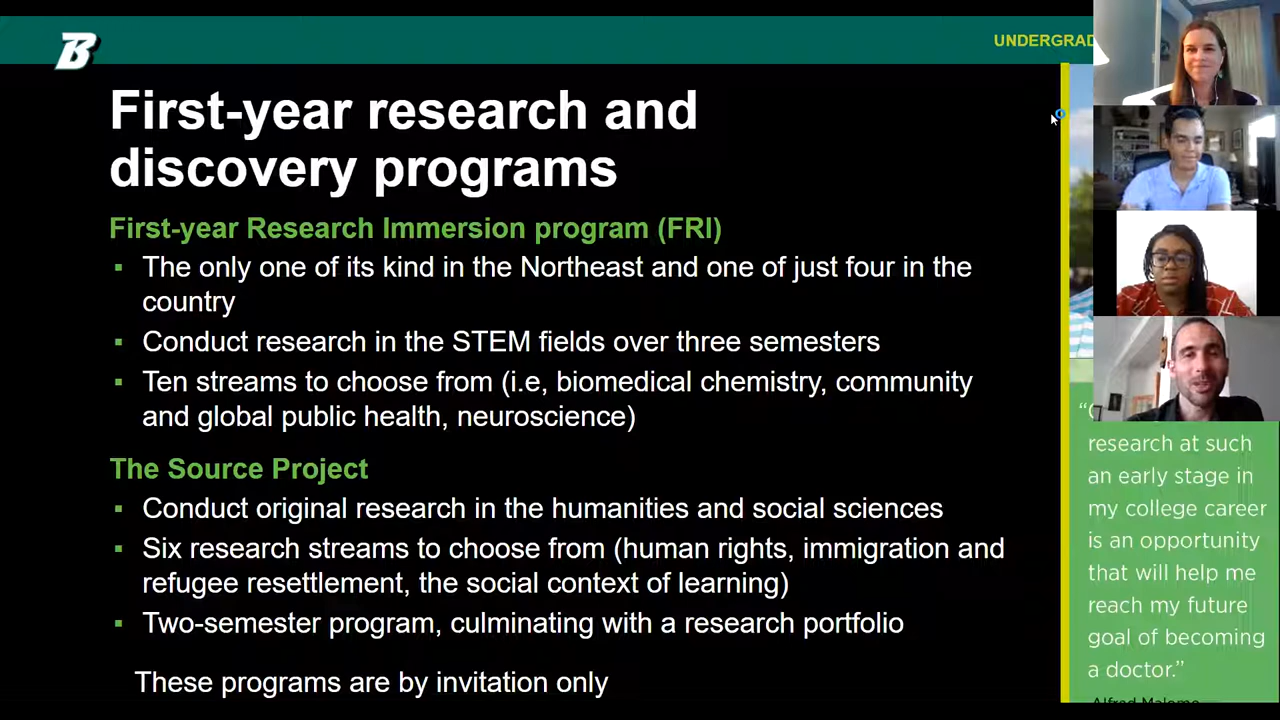 B
UNDERGRAD
First-year research and
discovery programs
First-year Research Immersion program (FRI)
▪ The only one of its kind in the Northeast and one of just four in the
country
▪ Conduct research in the STEM fields over three semesters
▪ Ten streams to choose from (i.e, biomedical chemistry, community
and global public health, neuroscience)
The Source Project
▪ Conduct original research in the humanities and social sciences
▪ Six research streams to choose from (human rights, immigration and
refugee resettlement, the social context of learning)
▪ Two-semester program, culminating with a research portfolio
These programs are by invitation only
research at such
an early stage in
my college career
is an opportunity
that will help me
reach my future
goal of becoming
a doctor.”